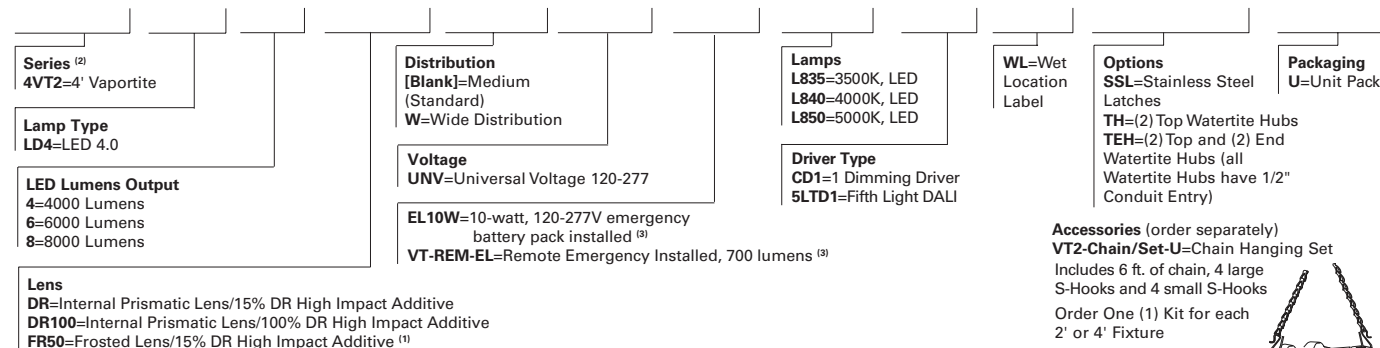 Series (2)
4VT2=4' Vaportite
Lamp Type
LD4=LED 4.0
LED Lumens Output
4=4000 Lumens
6=6000 Lumens
8=8000 Lumens
Lens
DR=Internal Prismatic Lens/15% DR High Impact Additive
DR100=Internal Prismatic Lens/100% DR High Impact Additive
FR50=Frosted Lens/15% DR High Impact Additive (1)
Distribution
[Blank]=Medium
(Standard)
W=Wide Distribution
Voltage
UNV=Universal Voltage 120-277
EL10W=10-watt, 120-277V emergency
battery pack installed (3)
VT-REM-EL=Remote Emergency Installed, 700 lumens (3)
Lamps
L835=3500K, LED
L840=4000K, LED
L850=5000K, LED
Driver Type
CD1=1 Dimming Driver
5LTD1=Fifth Light DALI
WL=Wet
Location
Label
Options
SSL=Stainless Steel
Latches
TH=(2) Top Watertite Hubs
TEH=(2) Top and (2) End
Watertite Hubs (all
Watertite Hubs have 1/2"
Conduit Entry)
Packaging
U=Unit Pack
Accessories (order separately)
VT2-Chain/Set-U=Chain Hanging Set
Includes 6 ft. of chain, 4 large
S-Hooks and 4 small S-Hooks
Order One (1) Kit for each
2' or 4' Fixture